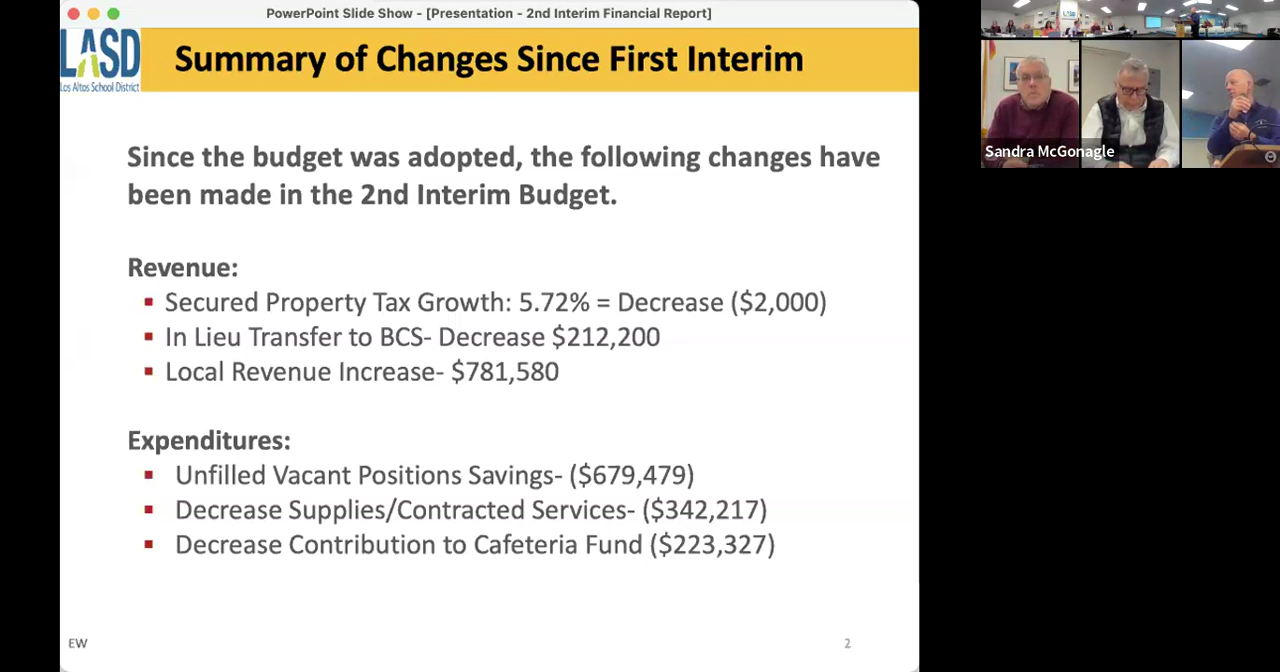 PowerPoint Slide Show - [Presentation - 2nd Interim Financial Report]
LASD
Los Altos School District
Summary of Changes Since First Interim
Since the budget was adopted, the following changes have
been made in the 2nd Interim Budget.
Revenue:
▪ Secured Property Tax Growth: 5.72% = Decrease ($2,000)
▪ In Lieu Transfer to BCS- Decrease $212,200
▪ Local Revenue Increase- $781,580
Expenditures:
▪ Unfilled Vacant Positions Savings- ($679,479)
▪ Decrease Supplies/Contracted Services- ($342,217)
▪ Decrease Contribution to Cafeteria Fund ($223,327)
EW
2
Sandra McGonagle